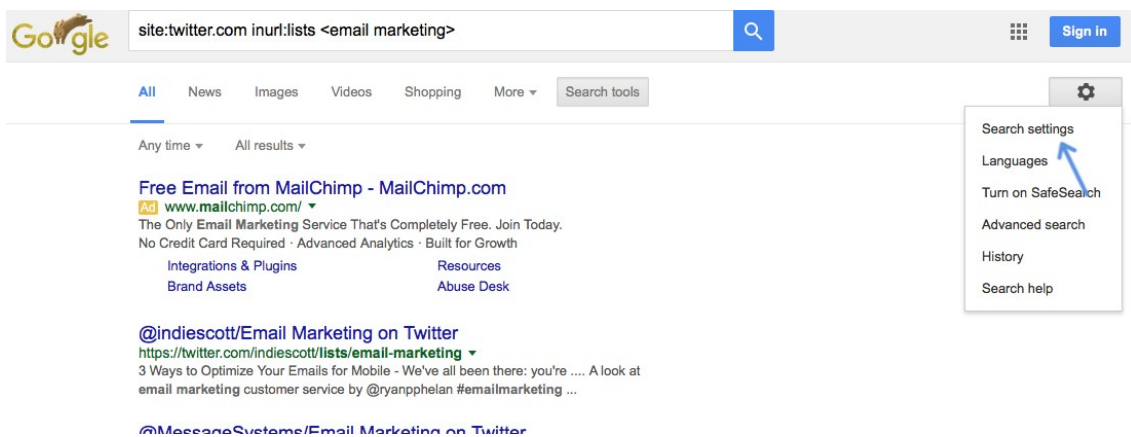 Google
site:twitter.com inurl:lists <email marketing>
Sign in
All News Images Videos Shopping More Search tools
Any time All results
Search settings
Languages
Turn on SafeSearch
Advanced search
History
Search help
Free Email from MailChimp - MailChimp.com
Ad www.mailchimp.com/
The Only Email Marketing Service That's Completely Free. Join Today.
No Credit Card Required · Advanced Analytics · Built for Growth
Integrations & Plugins Resources
Brand Assets Abuse Desk
@indiescott/Email Marketing on Twitter
https://twitter.com/indiescott/lists/email-marketing
3 Ways to Optimize Your Emails for Mobile - We've all been there: you're .... A look at
email marketing customer service by @ryanpphelan #emailmarketing ...
@MessageSystems/Email Marketing on Twitter